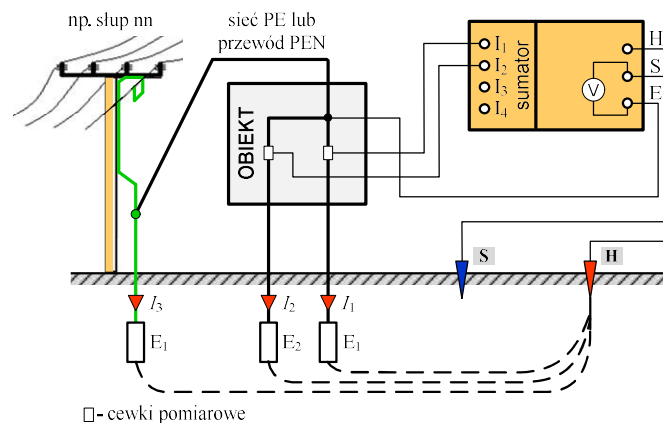 np. słup nn
sieć PE lub
przewód PEN
OBIEKT
I1
I2
I3
I4
sumator
V
H
S
E
S
H
I3
I2
I1
E1
E2
E1
□- cewki pomiarowe